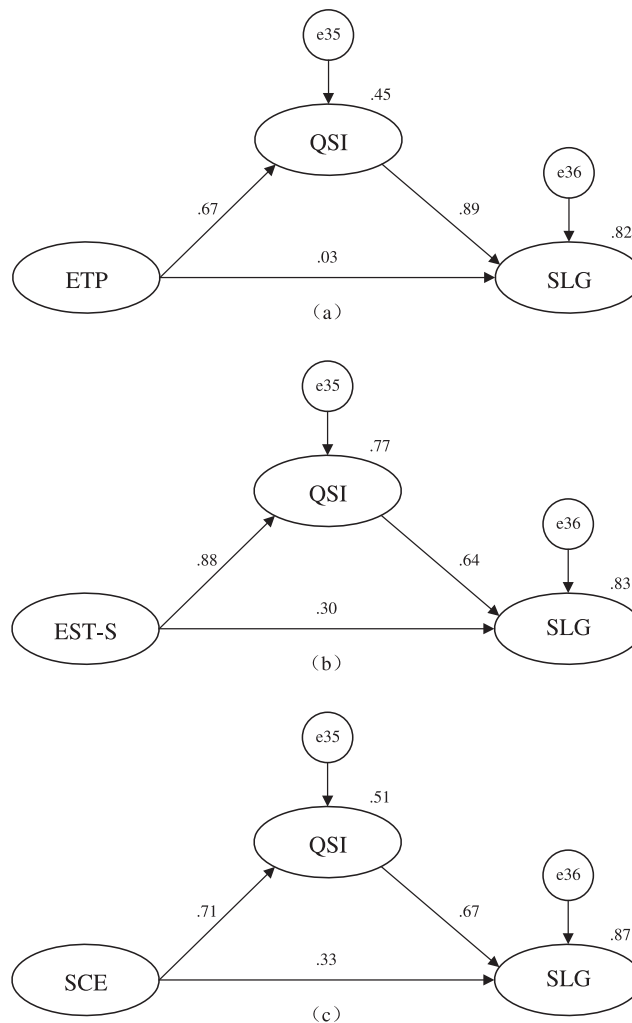 e35
.45
QSI
e36
.67
.89
.82
.03
ETP
SLG
（a）
e35
.77
QSI
e36
.88
.64
.83
.30
EST-S
SLG
（b）
e35
.51
QSI
e36
.71
.67
.87
.33
SCE
SLG
（c）